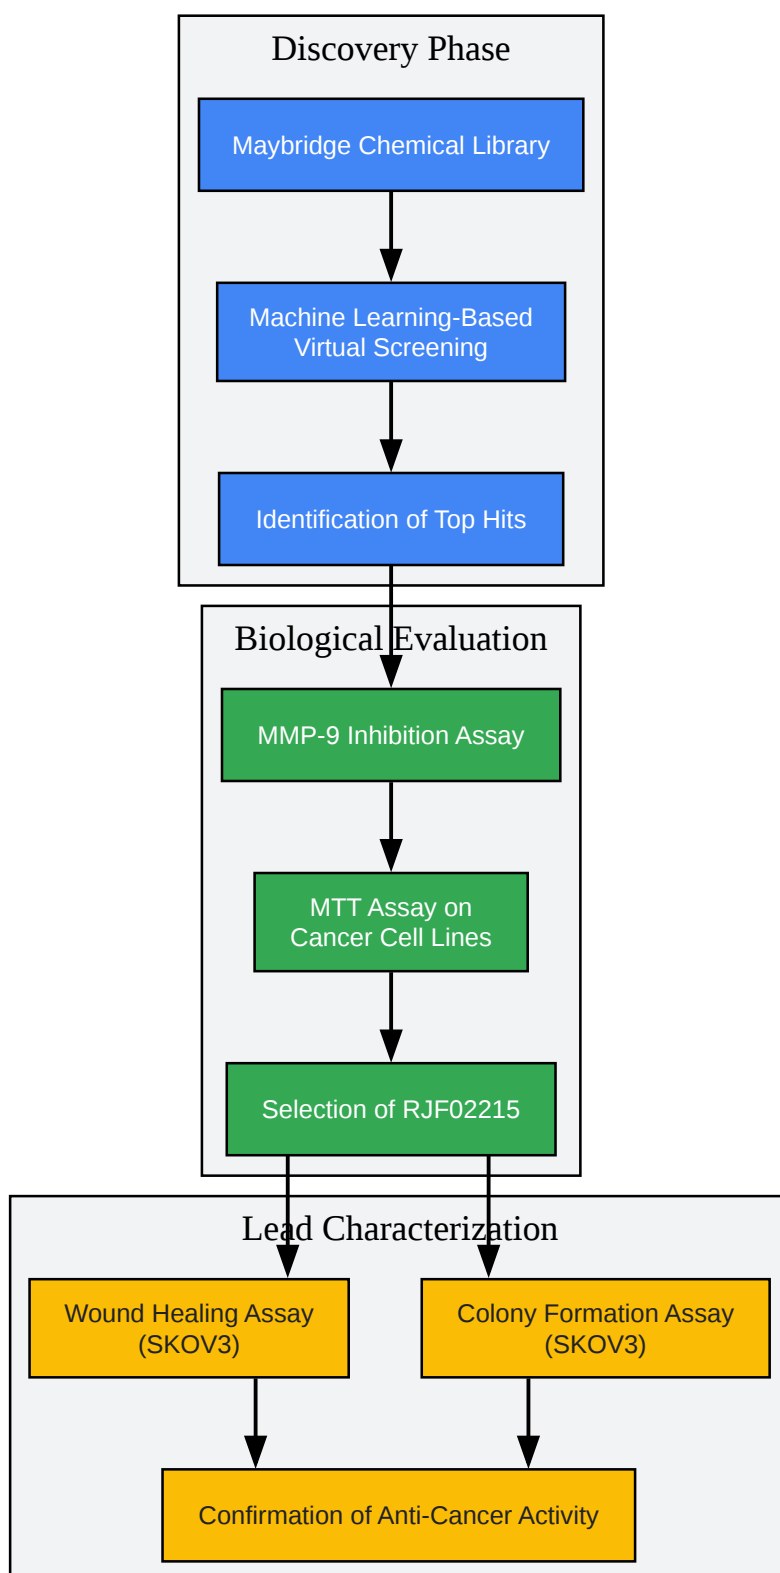 Discovery Phase
Maybridge Chemical Library
Machine Learning-Based
Virtual Screening
Identification of Top Hits
Biological Evaluation
MMP-9 Inhibition Assay
MTT Assay on
Cancer Cell Lines
Selection of RJF02215
Lead Characterization
Wound Healing Assay
(SKOV3)
Colony Formation Assay
(SKOV3)
Confirmation of Anti-Cancer Activity